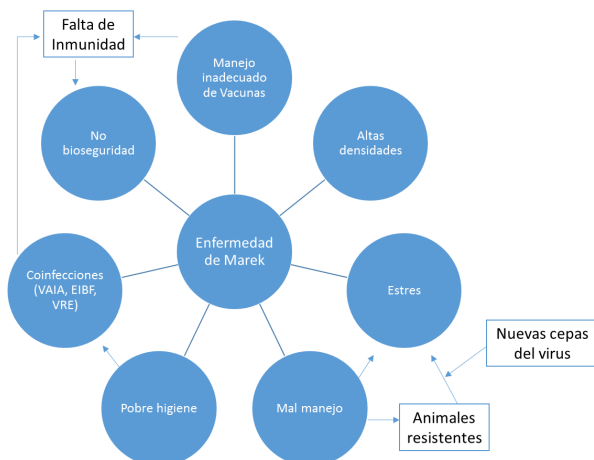 Falta de
Inmunidad
Manejo
inadecuado
de Vacunas
No
bioseguridad
Altas
densidades
Enfermedad
de Marek
Coinfecciones
(VAIA, EIBF,
VRE)
Estres
Nuevas cepas
del virus
Pobre higiene
Mal manejo
Animales
resistentes